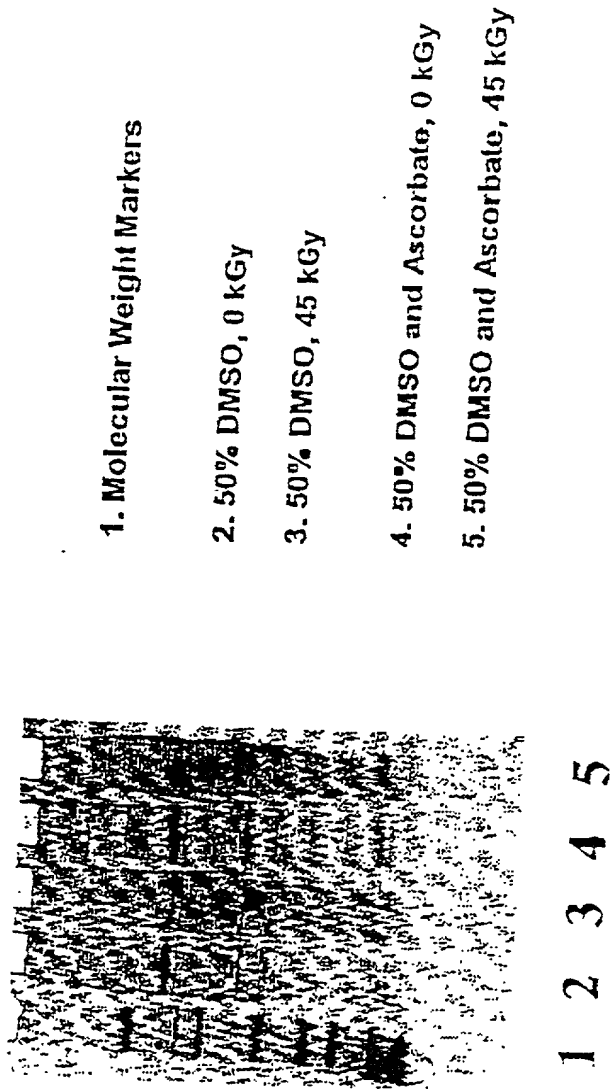 1. Molecular Weight Markers
2. 50% DMSO, 0 kGy
3. 50% DMSO, 45 kGy
4. 50% DMSO and Ascorbate, 0 kGy
5. 50% DMSO and Ascorbate, 45 kGy
1 2 3 4 5